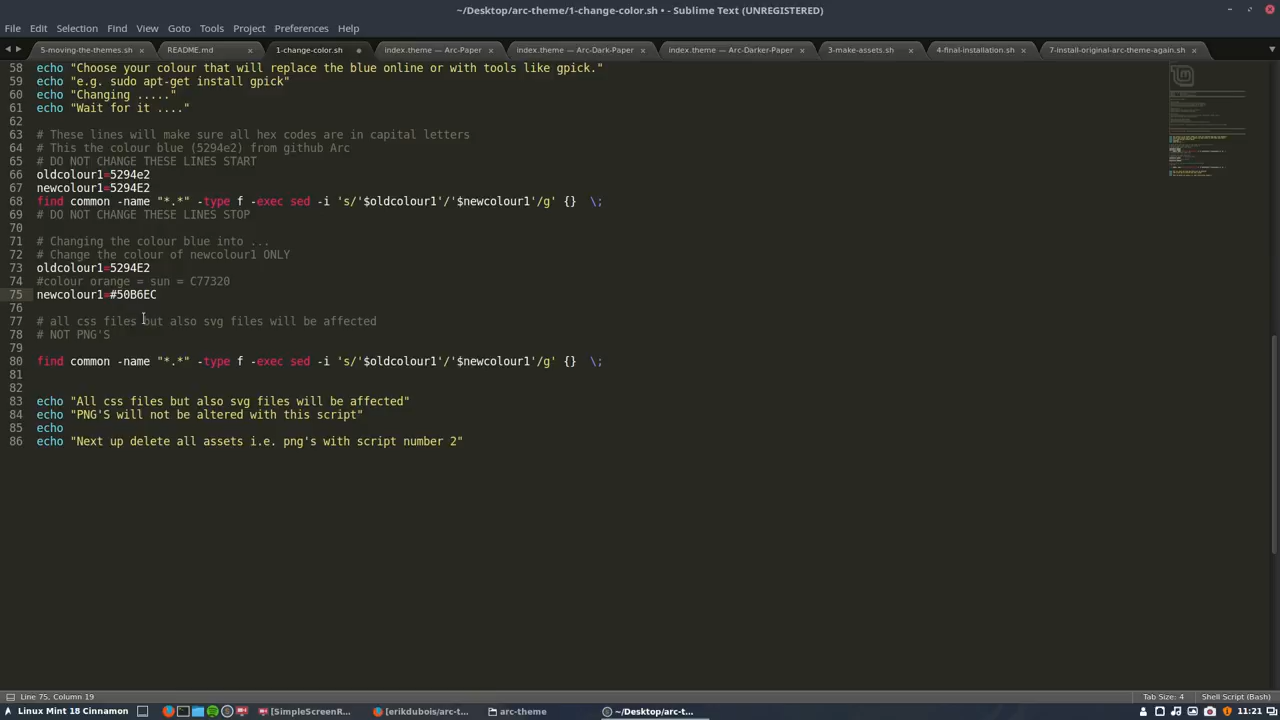 ~/Desktop/arc-theme/1-change-color.sh • - Sublime Text (UNREGISTERED)
File Edit Selection Find View Goto Tools Project Preferences Help
5-moving-the-themes.sh README.md 1-change-color.sh index.theme — Arc-Paper index.theme — Arc-Dark-Paper index.theme — Arc-Darker-Paper 3-make-assets.sh 4-final-installation.sh 7-install-original-arc-theme-again.sh
58 echo "Choose your colour that will replace the blue online or with tools like gpick."
59 echo "e.g. sudo apt-get install gpick"
60 echo "Changing ....."
61 echo "Wait for it ...."
62
63 # These lines will make sure all hex codes are in capital letters
64 # This the colour blue (5294e2) from github Arc
65 # DO NOT CHANGE THESE LINES START
66 oldcolour1=5294e2
67 newcolour1=5294E2
68 find common -name "*.*" -type f -exec sed -i 's/'$oldcolour1'/'$newcolour1'/g' {}  \;
69 # DO NOT CHANGE THESE LINES STOP
70
71 # Changing the colour blue into ...
72 # Change the colour of newcolour1 ONLY
73 oldcolour1=5294E2
74 #colour orange = sun = C77320
75 newcolour1=#50B6EC
76
77 # all css files but also svg files will be affected
78 # NOT PNG'S
79
80 find common -name "*.*" -type f -exec sed -i 's/'$oldcolour1'/'$newcolour1'/g' {}  \;
81
82
83 echo "All css files but also svg files will be affected"
84 echo "PNG'S will not be altered with this script"
85 echo
86 echo "Next up delete all assets i.e. png's with script number 2"
Line 75, Column 19 Tab Size: 4 Shell Script (Bash)
Linux Mint 18 Cinnamon [SimpleScreenR... [erikdubois/arc-t... arc-theme ~/Desktop/arc-t... 11:21